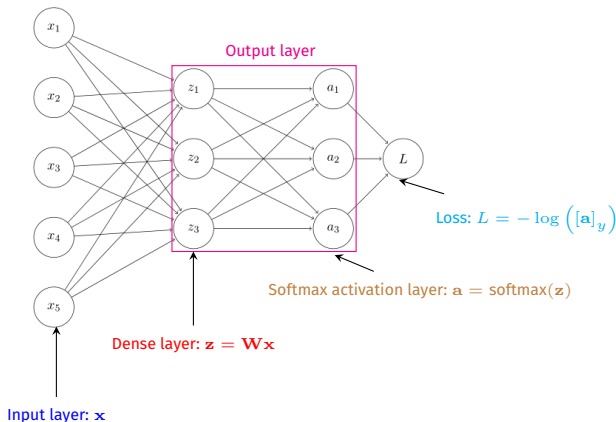 x₁
Output layer
x₂
z₁
a₁
x₃
z₂
a₂
L
x₄
z₃
a₃
Loss: L = − log ([𝐚]_y)
Softmax activation layer: 𝐚 = softmax(𝐳)
x₅
Dense layer: 𝐳 = 𝐖𝐱
Input layer: 𝐱